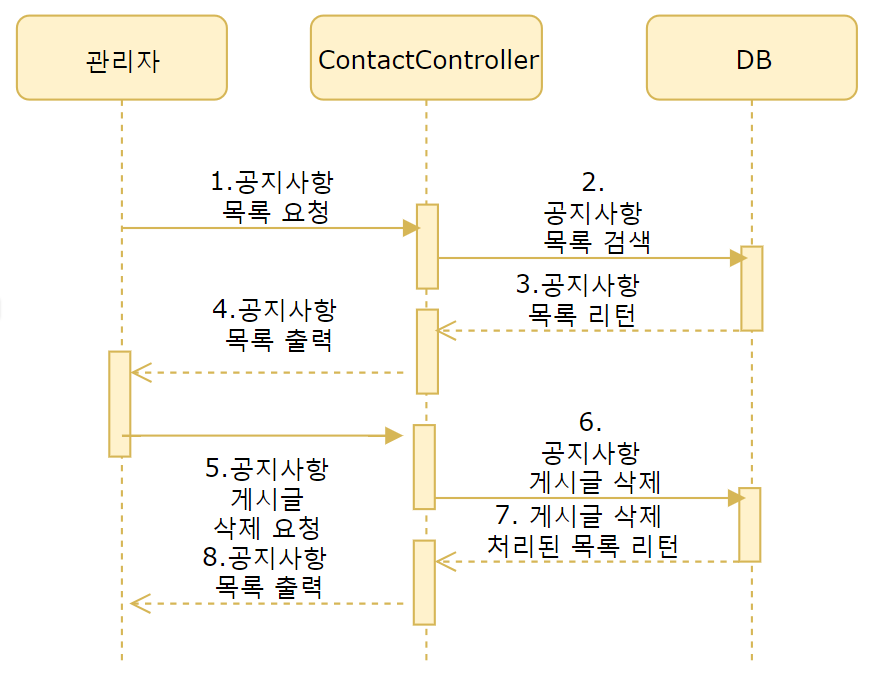 관리자
ContactController
DB
1.공지사항
목록 요청
2.
공지사항
목록 검색
3.공지사항
목록 리턴
4.공지사항
목록 출력
5.공지사항
게시글
삭제 요청
6.
공지사항
게시글 삭제
7. 게시글 삭제
처리된 목록 리턴
8.공지사항
목록 출력